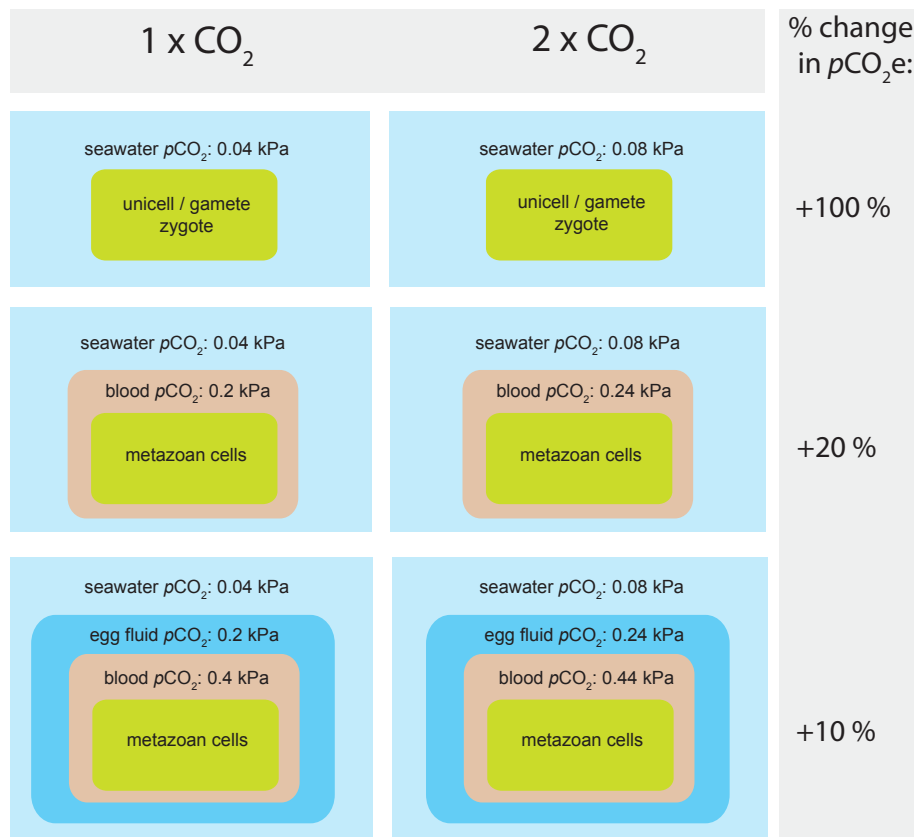 1 x CO₂
2 x CO₂
% change
in pCO₂e:
seawater pCO₂: 0.04 kPa
unicell / gamete
zygote
seawater pCO₂: 0.08 kPa
unicell / gamete
zygote
+100 %
seawater pCO₂: 0.04 kPa
blood pCO₂: 0.2 kPa
metazoan cells
seawater pCO₂: 0.08 kPa
blood pCO₂: 0.24 kPa
metazoan cells
+20 %
seawater pCO₂: 0.04 kPa
egg fluid pCO₂: 0.2 kPa
blood pCO₂: 0.4 kPa
metazoan cells
seawater pCO₂: 0.08 kPa
egg fluid pCO₂: 0.24 kPa
blood pCO₂: 0.44 kPa
metazoan cells
+10 %